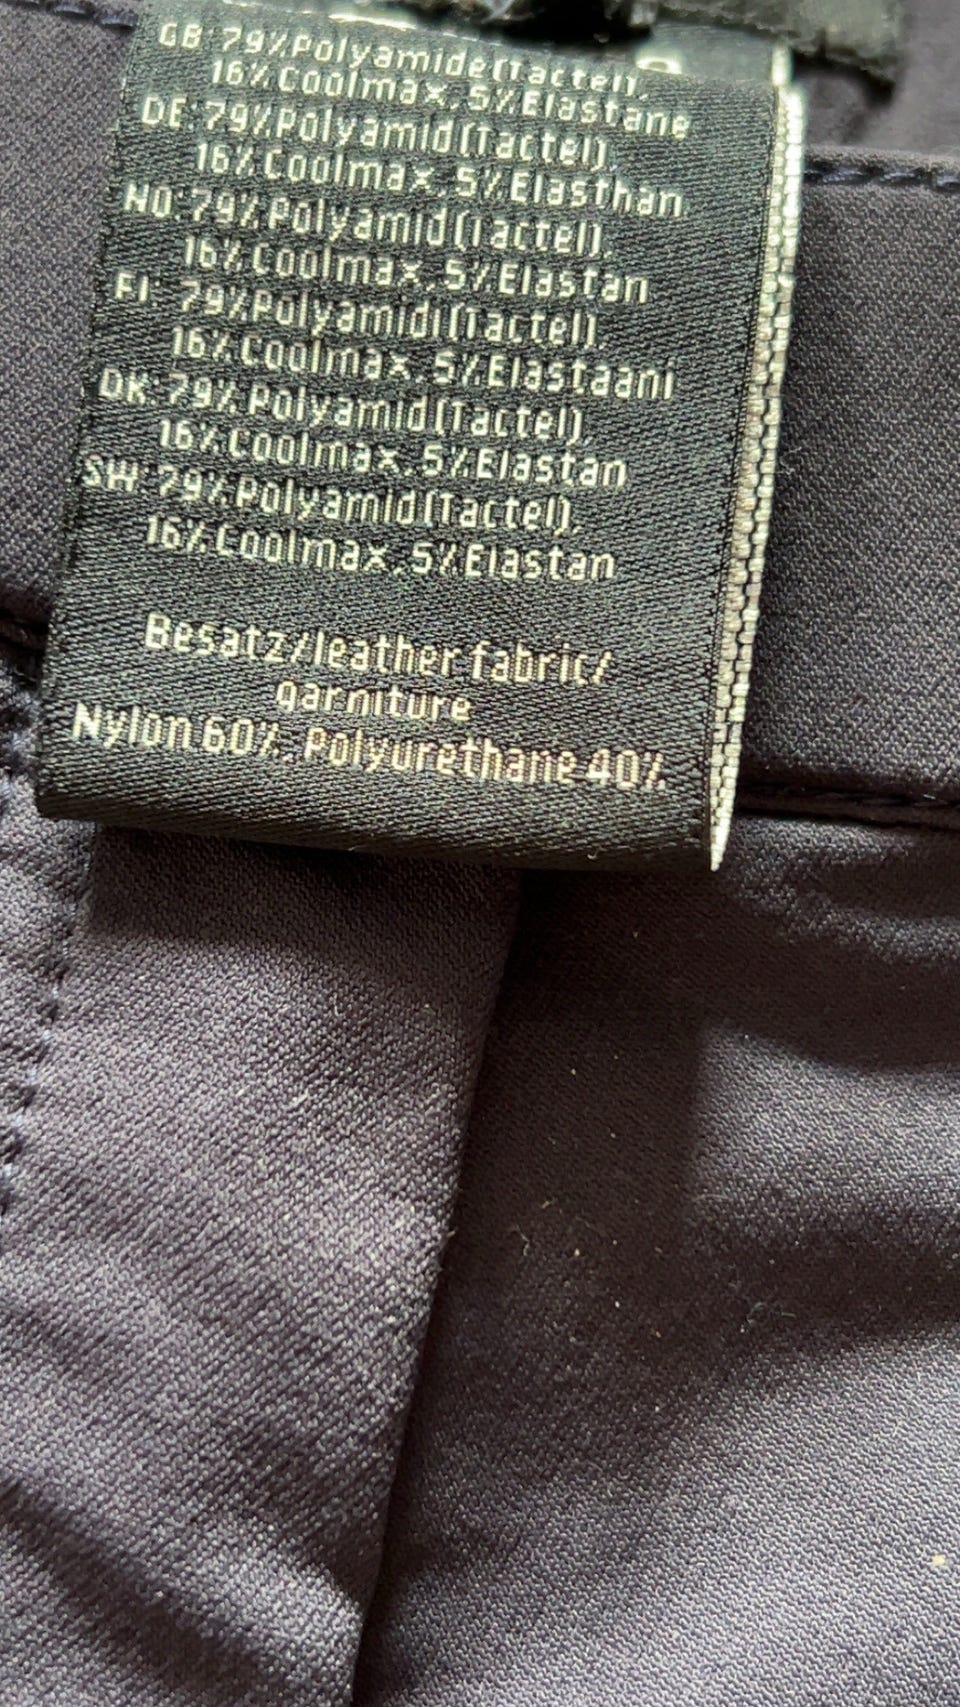 GB: 79%Polyamide(Tactel),
16%Coolmax, 5%Elastane
DE: 79%Polyamid(Tactel),
16%Coolmax, 5%Elasthan
NO: 79%Polyamid(Tactel),
16%Coolmax, 5%Elastan
FI: 79%Polyamidi(Tactel),
16%Coolmax, 5%Elastaani
DK: 79%Polyamid(Tactel),
16%Coolmax, 5%Elastan
SW: 79%Polyamid(Tactel),
16%Coolmax, 5%Elastan
Besatz/leather fabric/
garniture
Nylon 60%, Polyurethane 40%